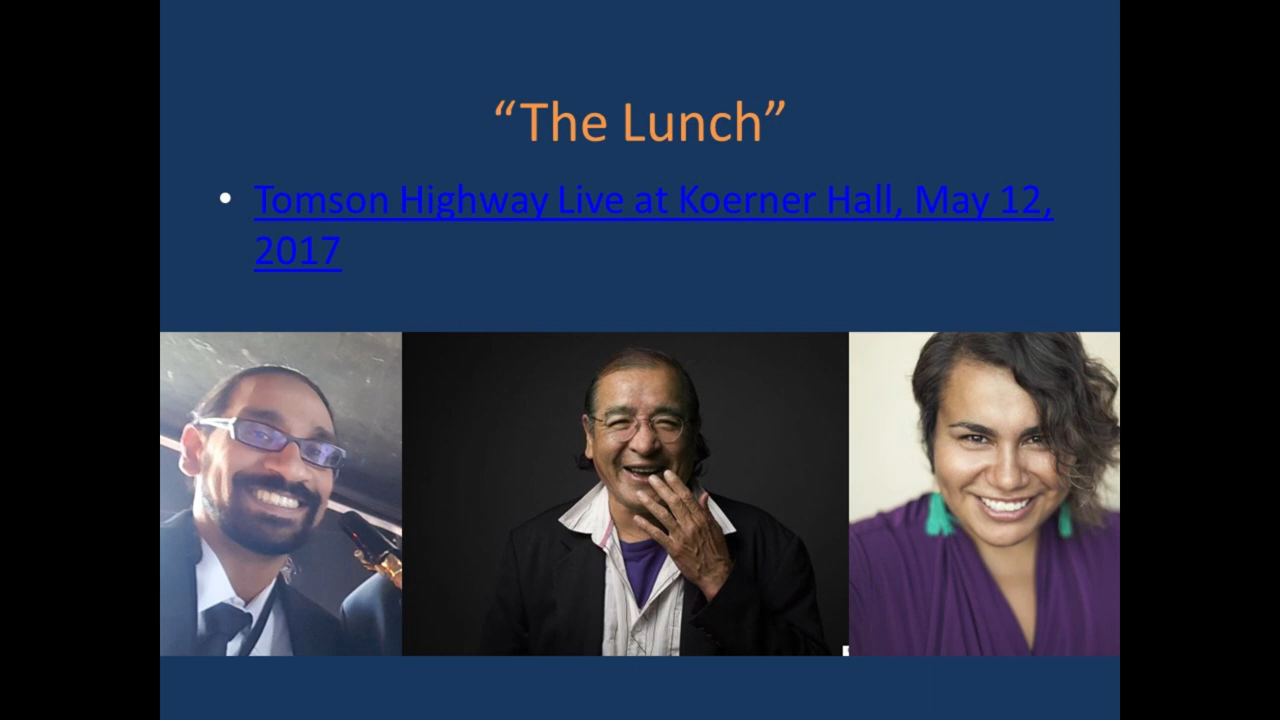 “The Lunch”
• Tomson Highway Live at Koerner Hall, May 12,
2017